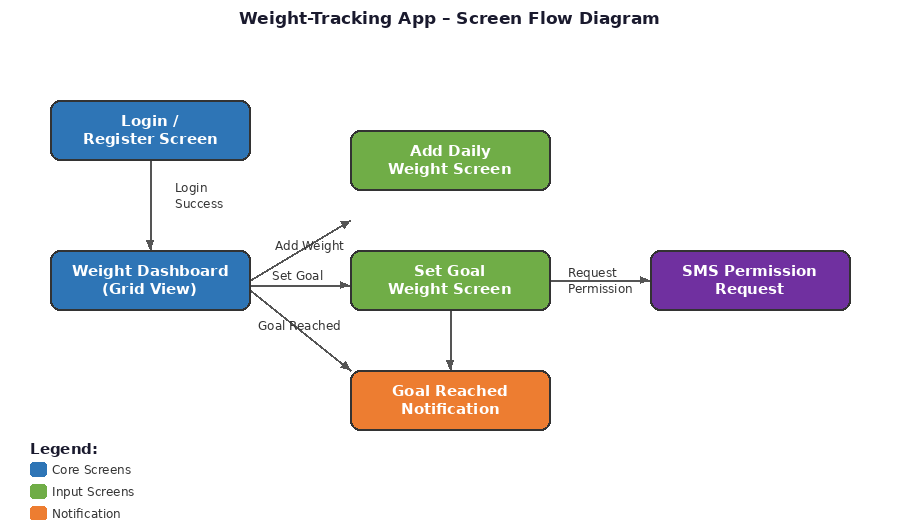 Weight-Tracking App – Screen Flow Diagram
Login /
Register Screen
Add Daily
Weight Screen
Login
Success
Add Weight
Weight Dashboard
(Grid View)
Set Goal
Set Goal
Weight Screen
Request
Permission
SMS Permission
Request
Goal Reached
Goal Reached
Notification
Legend:
Core Screens
Input Screens
Notification